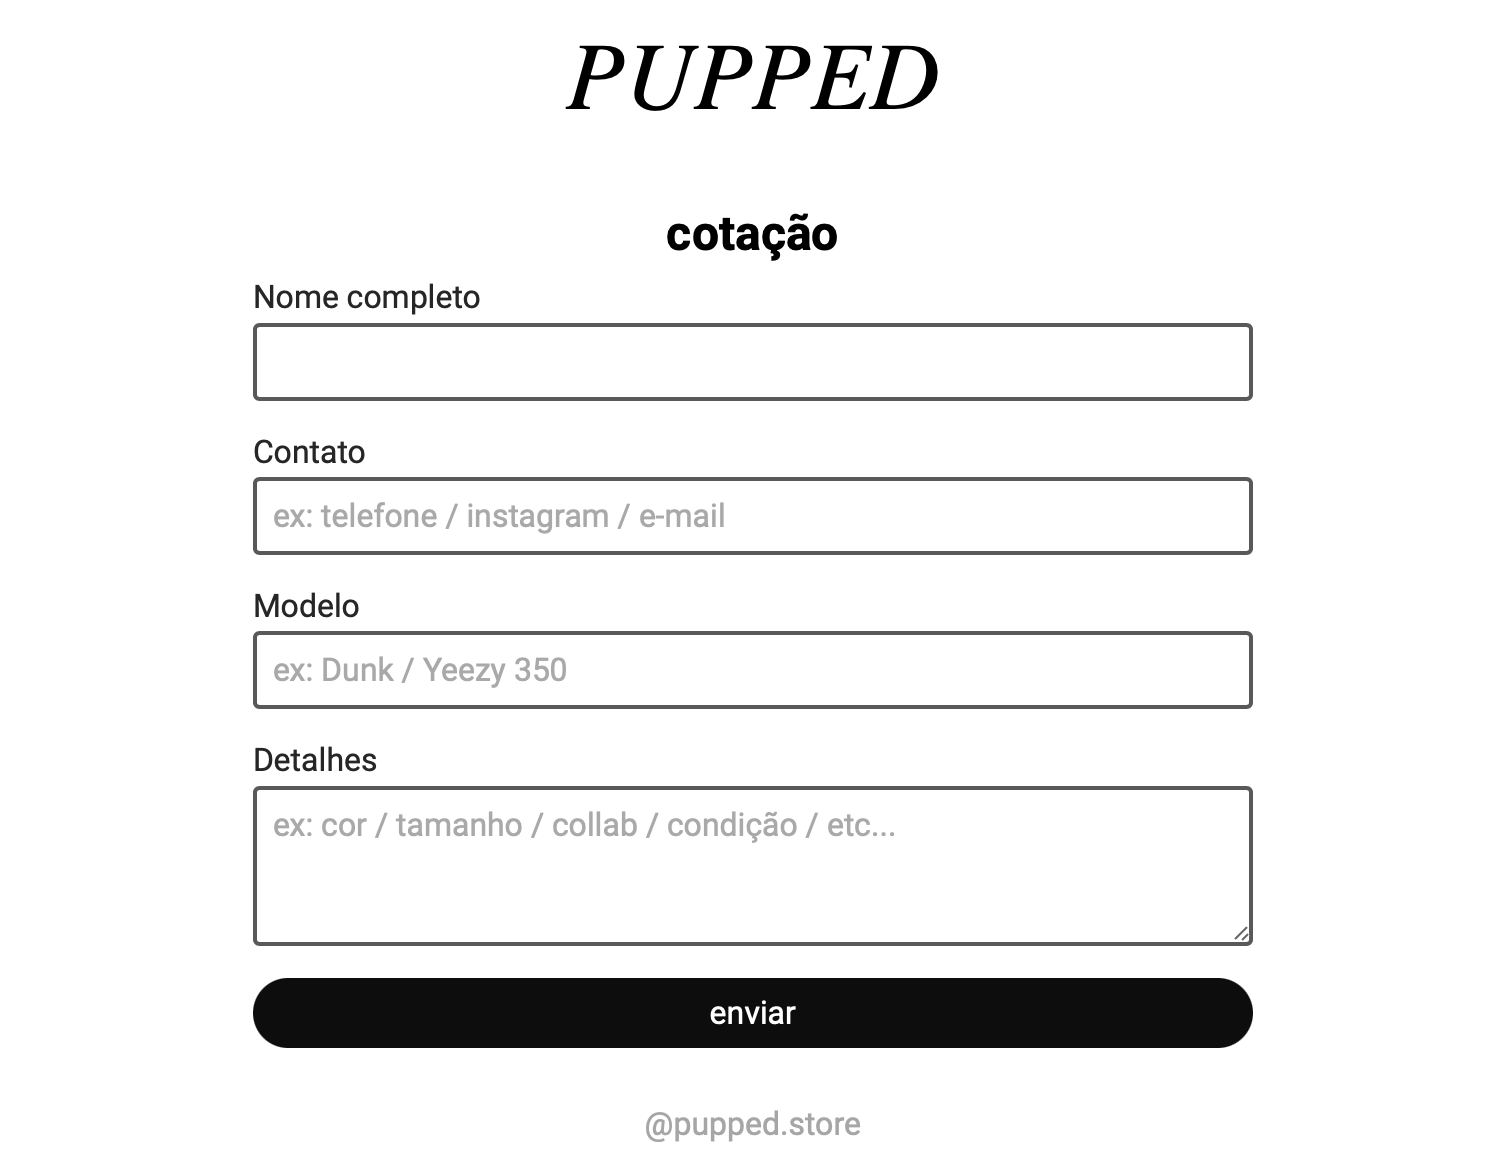 PUPPED
cotação
Nome completo
Contato
ex: telefone / instagram / e-mail
Modelo
ex: Dunk / Yeezy 350
Detalhes
ex: cor / tamanho / collab / condição / etc...
enviar
@pupped.store